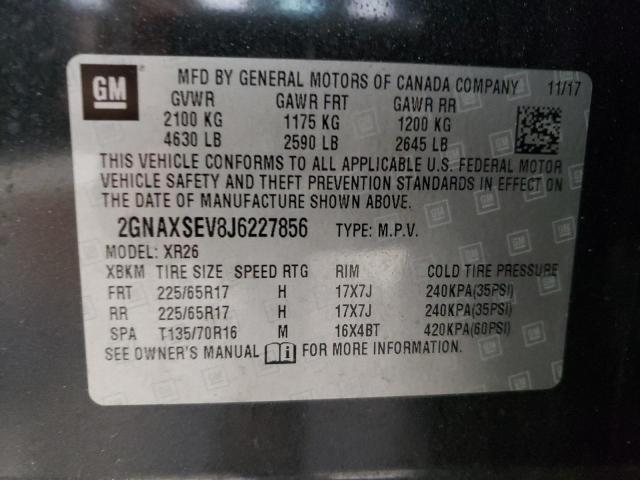 GM
MFD BY GENERAL MOTORS OF CANADA COMPANY 11/17
GVWR GAWR FRT GAWR RR
2100 KG 1175 KG 1200 KG
4630 LB 2590 LB 2645 LB
THIS VEHICLE CONFORMS TO ALL APPLICABLE U.S. FEDERAL MOTOR
VEHICLE SAFETY AND THEFT PREVENTION STANDARDS IN EFFECT ON
THE DATE OF MANUFACTURE SHOWN ABOVE.
2GNAXSEV8J6227856 TYPE: M.P.V.
MODEL: XR26
XBKM TIRE SIZE SPEED RTG RIM COLD TIRE PRESSURE
FRT 225/65R17 H 17X7J 240KPA(35PSI)
RR 225/65R17 H 17X7J 240KPA(35PSI)
SPA T135/70R16 M 16X4BT 420KPA(60PSI)
SEE OWNER'S MANUAL i FOR MORE INFORMATION.